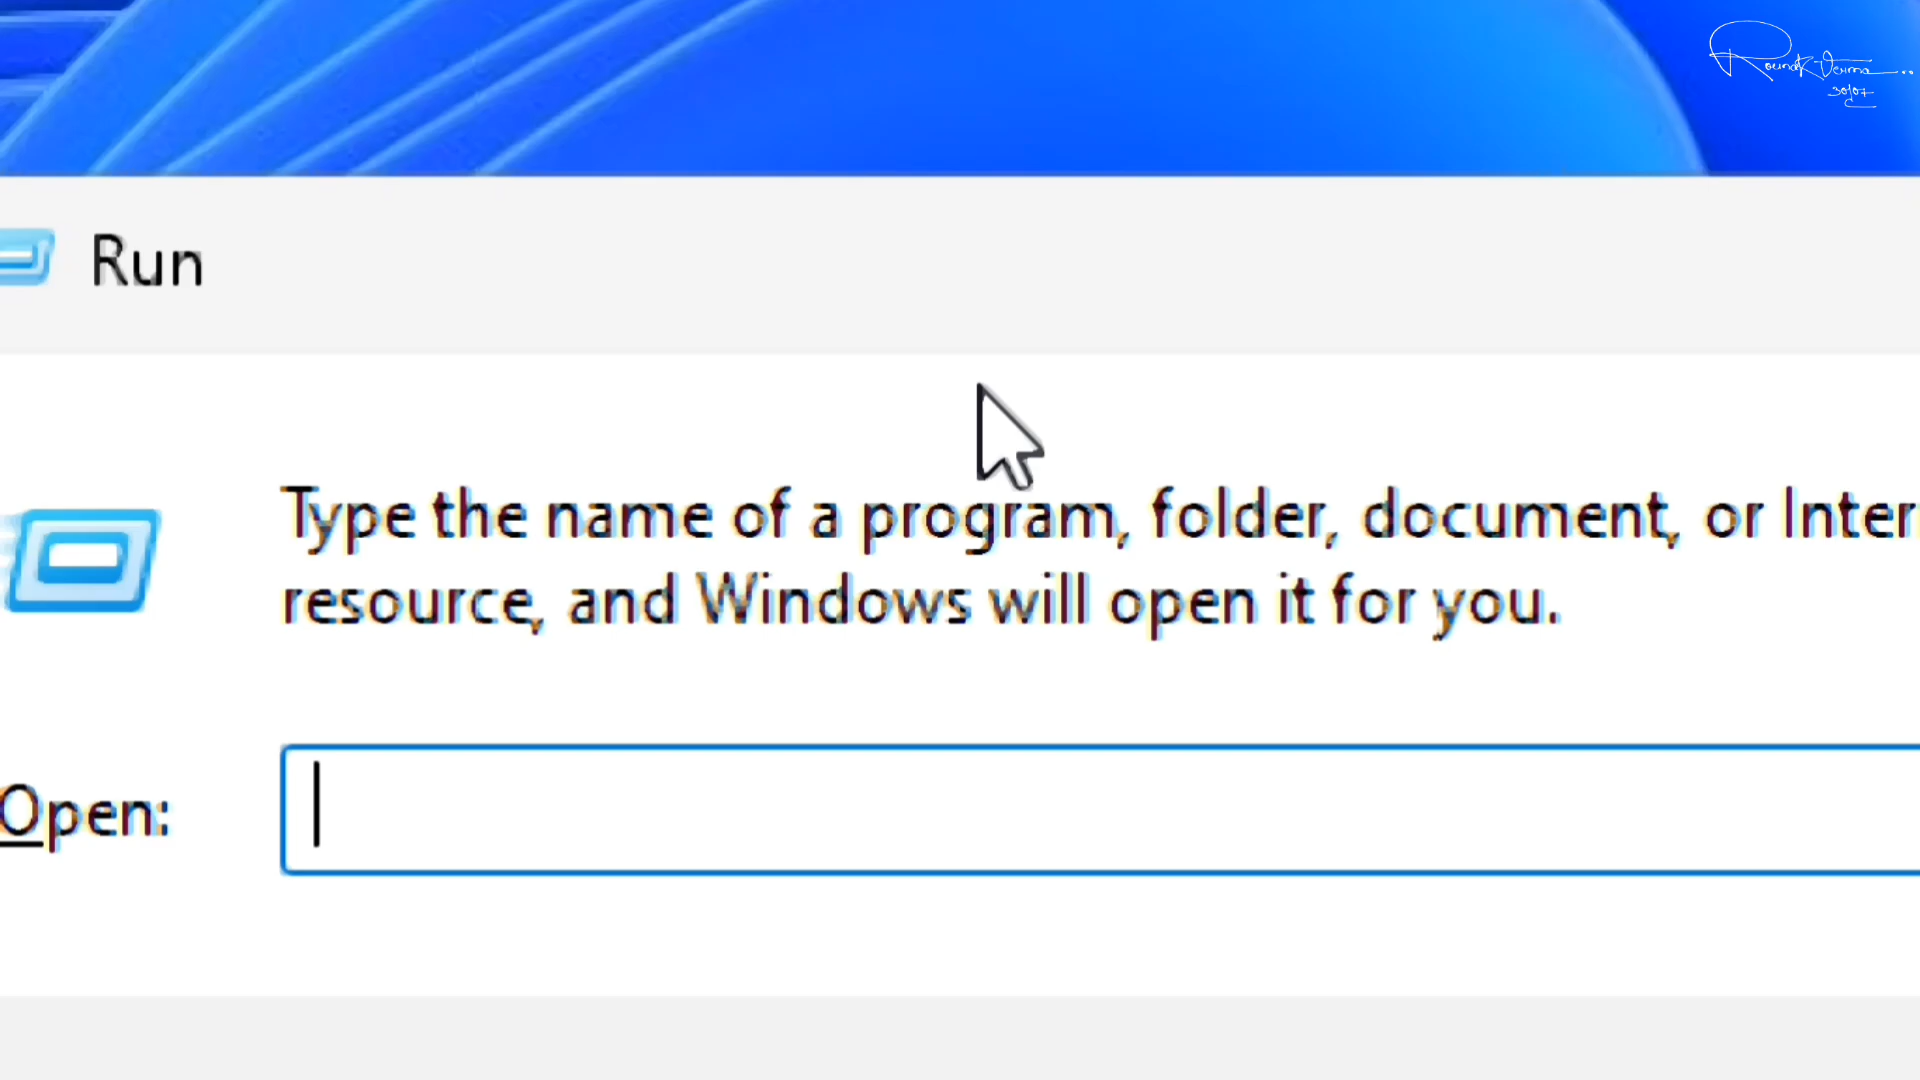 Run
Type the name of a program, folder, document, or Inter
resource, and Windows will open it for you.
Open: